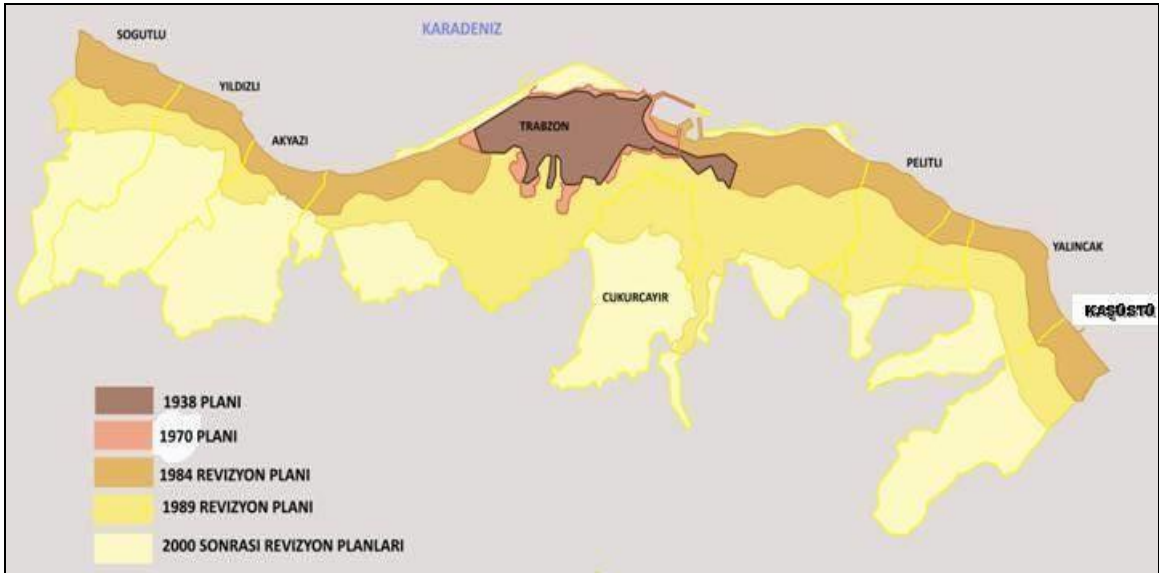 KARADENIZ
SOGUTLU
YILDIZLI
AKYAZI
TRABZON
PELITLI
YALINCAK
CUKURCAYIR
KAŞÜSTÜ
1938 PLANI
1970 PLANI
1984 REVIZYON PLANI
1989 REVIZYON PLANI
2000 SONRASI REVIZYON PLANLARI